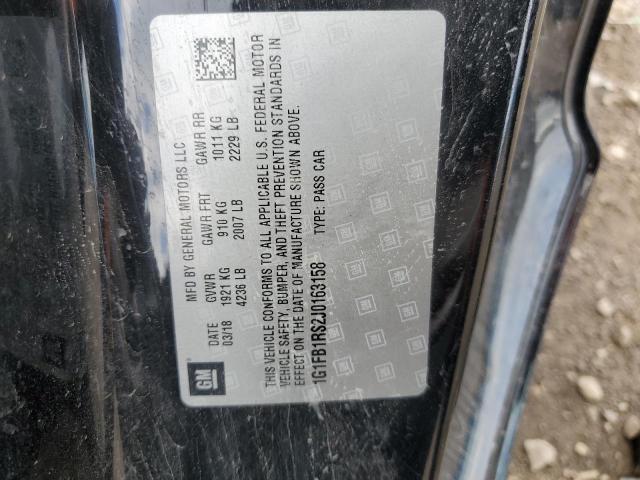 GM
MFD BY GENERAL MOTORS LLC
DATE GVWR GAWR FRT GAWR RR
03/18 1921 KG 910 KG 1011 KG
4236 LB 2007 LB 2229 LB
THIS VEHICLE CONFORMS TO ALL APPLICABLE U.S. FEDERAL MOTOR
VEHICLE SAFETY, BUMPER, AND THEFT PREVENTION STANDARDS IN
EFFECT ON THE DATE OF MANUFACTURE SHOWN ABOVE.
1G1FB1RS2J0163158 TYPE: PASS CAR